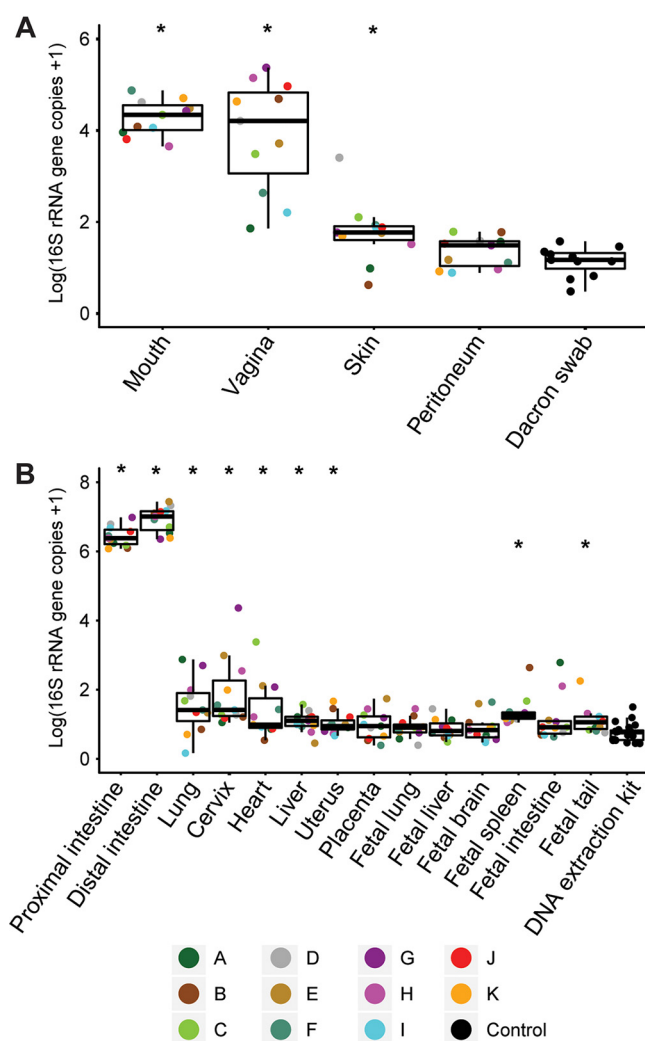 A
Log(16S rRNA gene copies +1)
6
4
2
0
* * *
Mouth
Vagina
Skin
Peritoneum
Dacron swab
B
Log(16S rRNA gene copies +1)
8
6
4
2
0
* * * * * * *
* *
Proximal intestine
Distal intestine
Lung
Cervix
Heart
Liver
Uterus
Placenta
Fetal lung
Fetal liver
Fetal brain
Fetal spleen
Fetal intestine
Fetal tail
DNA extraction kit
A D G J
B E H K
C F I Control